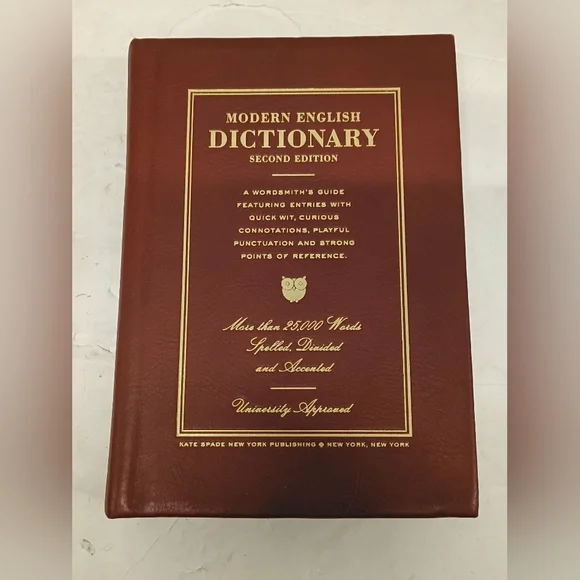 MODERN ENGLISH
DICTIONARY
SECOND EDITION
A WORDSMITH'S GUIDE
FEATURING ENTRIES WITH
QUICK WIT, CURIOUS
CONNOTATIONS, PLAYFUL
PUNCTUATION AND STRONG
POINTS OF REFERENCE.
More than 25,000 Words
Spelled, Divided
and Accented
University Approved
KATE SPADE NEW YORK PUBLISHING ♠ NEW YORK, NEW YORK